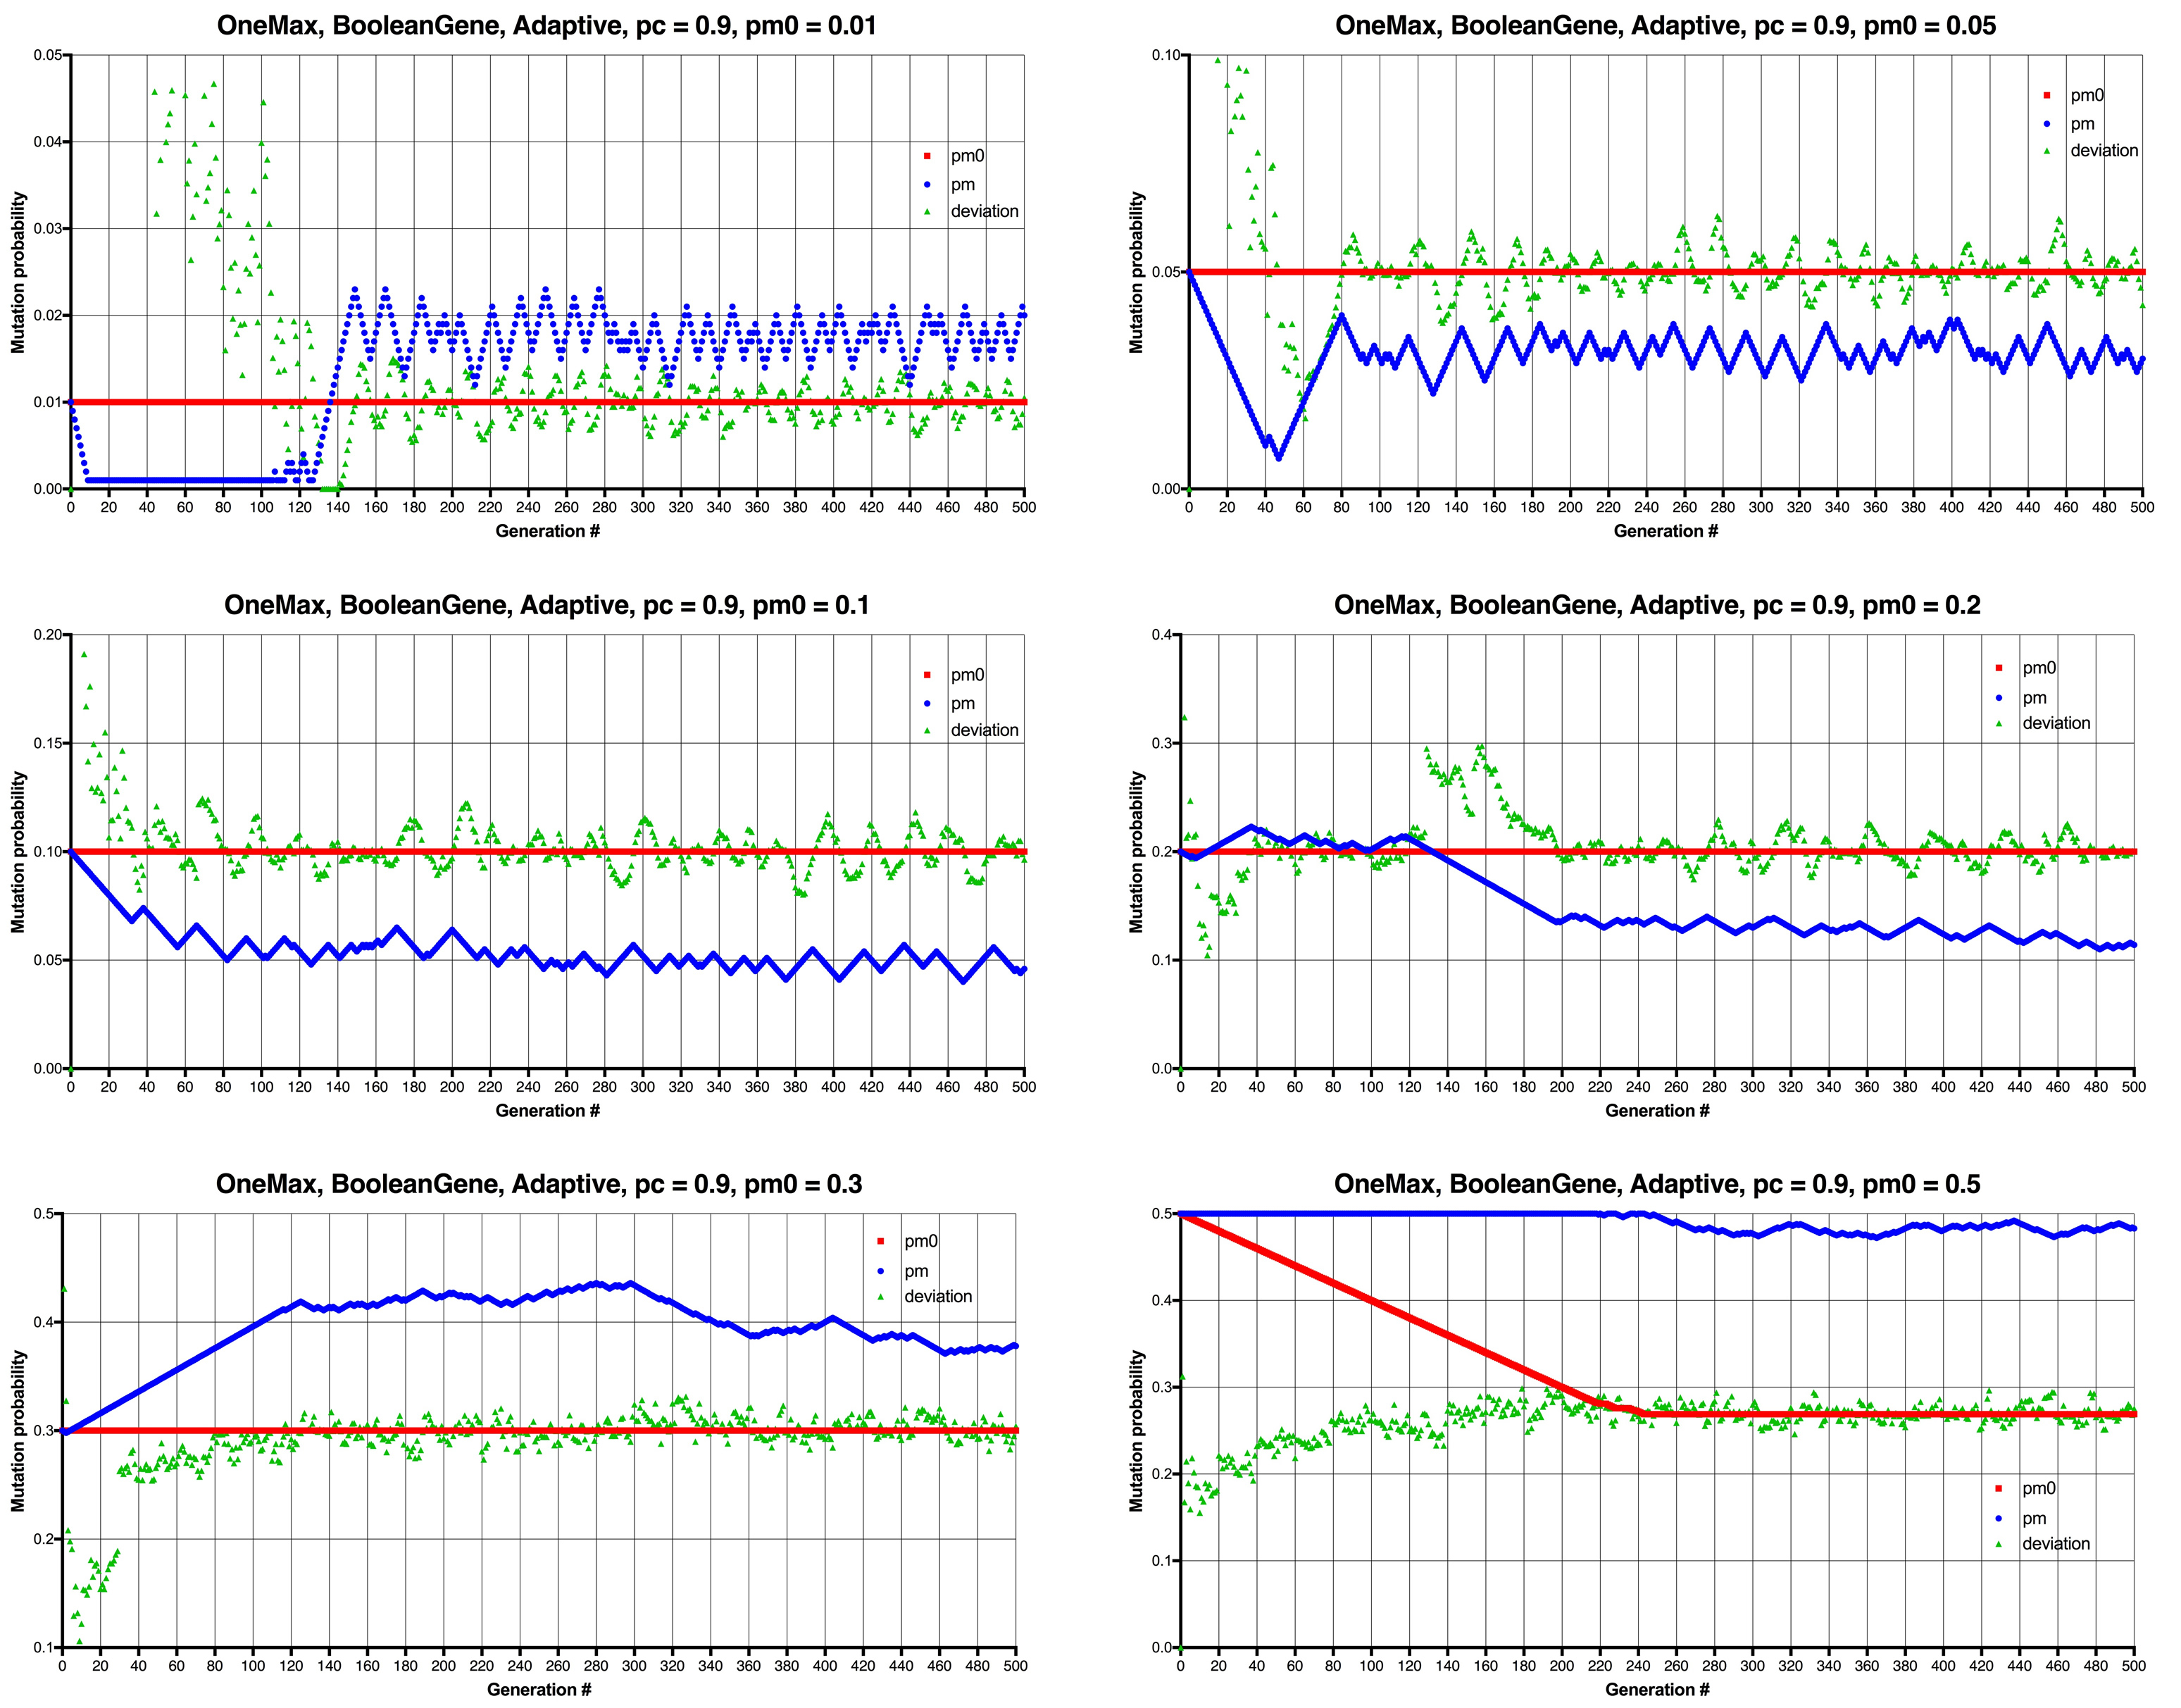 OneMax, BooleanGene, Adaptive, pc = 0.9, pm0 = 0.01
0.05
0.04
0.03
0.02
0.01
0.00
Mutation probability
pm0
pm
deviation
0 20 40 60 80 100 120 140 160 180 200 220 240 260 280 300 320 340 360 380 400 420 440 460 480 500
Generation #
OneMax, BooleanGene, Adaptive, pc = 0.9, pm0 = 0.05
0.10
0.05
0.00
Mutation probability
pm0
pm
deviation
0 20 40 60 80 100 120 140 160 180 200 220 240 260 280 300 320 340 360 380 400 420 440 460 480 500
Generation #
OneMax, BooleanGene, Adaptive, pc = 0.9, pm0 = 0.1
0.20
0.15
0.10
0.05
0.00
Mutation probability
pm0
pm
deviation
0 20 40 60 80 100 120 140 160 180 200 220 240 260 280 300 320 340 360 380 400 420 440 460 480 500
Generation #
OneMax, BooleanGene, Adaptive, pc = 0.9, pm0 = 0.2
0.4
0.3
0.2
0.1
0.0
Mutation probability
pm0
pm
deviation
0 20 40 60 80 100 120 140 160 180 200 220 240 260 280 300 320 340 360 380 400 420 440 460 480 500
Generation #
OneMax, BooleanGene, Adaptive, pc = 0.9, pm0 = 0.3
0.5
0.4
0.3
0.2
0.1
Mutation probability
pm0
pm
deviation
0 20 40 60 80 100 120 140 160 180 200 220 240 260 280 300 320 340 360 380 400 420 440 460 480 500
Generation #
OneMax, BooleanGene, Adaptive, pc = 0.9, pm0 = 0.5
0.5
0.4
0.3
0.2
0.1
0.0
Mutation probability
pm0
pm
deviation
0 20 40 60 80 100 120 140 160 180 200 220 240 260 280 300 320 340 360 380 400 420 440 460 480 500
Generation #